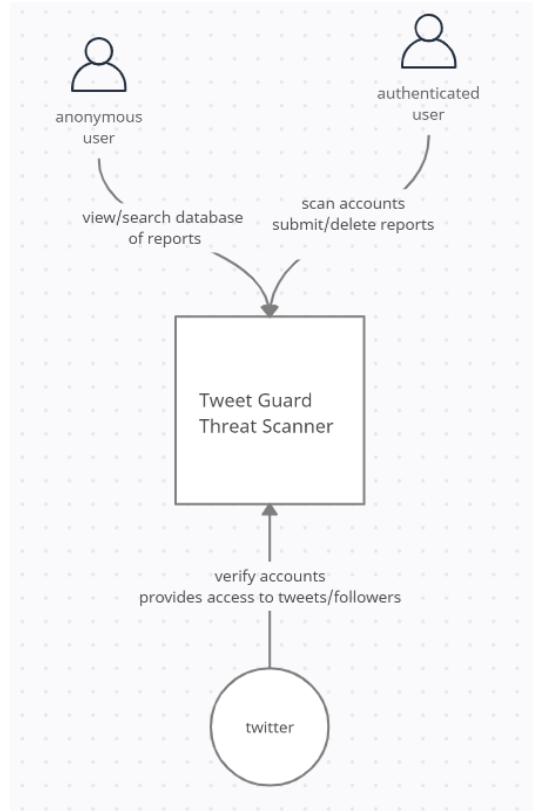 anonymous
user
authenticated
user
view/search database
of reports
scan accounts
submit/delete reports
Tweet Guard
Threat Scanner
verify accounts
provides access to tweets/followers
twitter